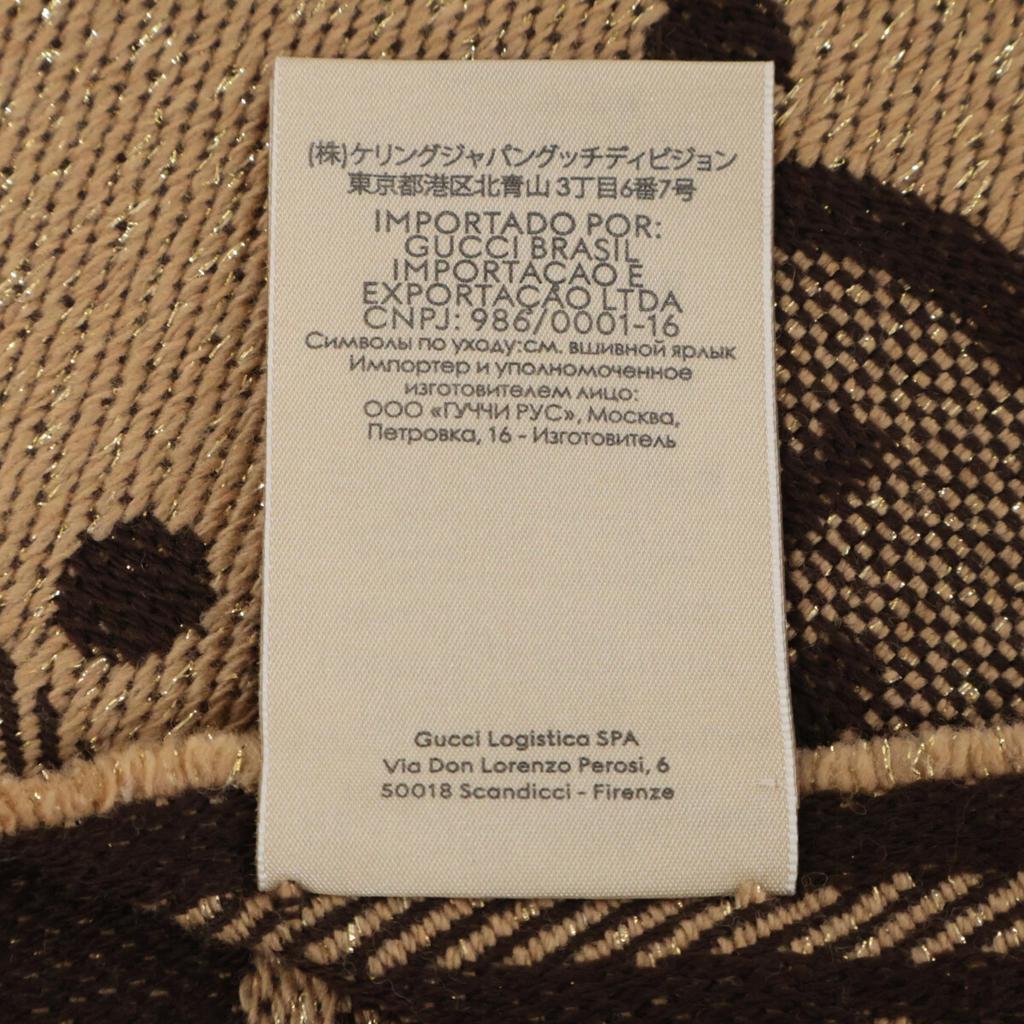 (株)ケリングジャパングッチディビジョン
東京都港区北青山3丁目6番7号
IMPORTADO POR:
GUCCI BRASIL
IMPORTAÇAO E
EXPORTAÇÃO LTDA
CNPJ: 986/0001-16
Символы по уходу:см. вшивной ярлык
Импортер и уполномоченное
изготовителем лицо:
ООО «ГУЧЧИ РУС», Москва,
Петровка, 16 - Изготовитель
Gucci Logistica SPA
Via Don Lorenzo Perosi, 6
50018 Scandicci - Firenze